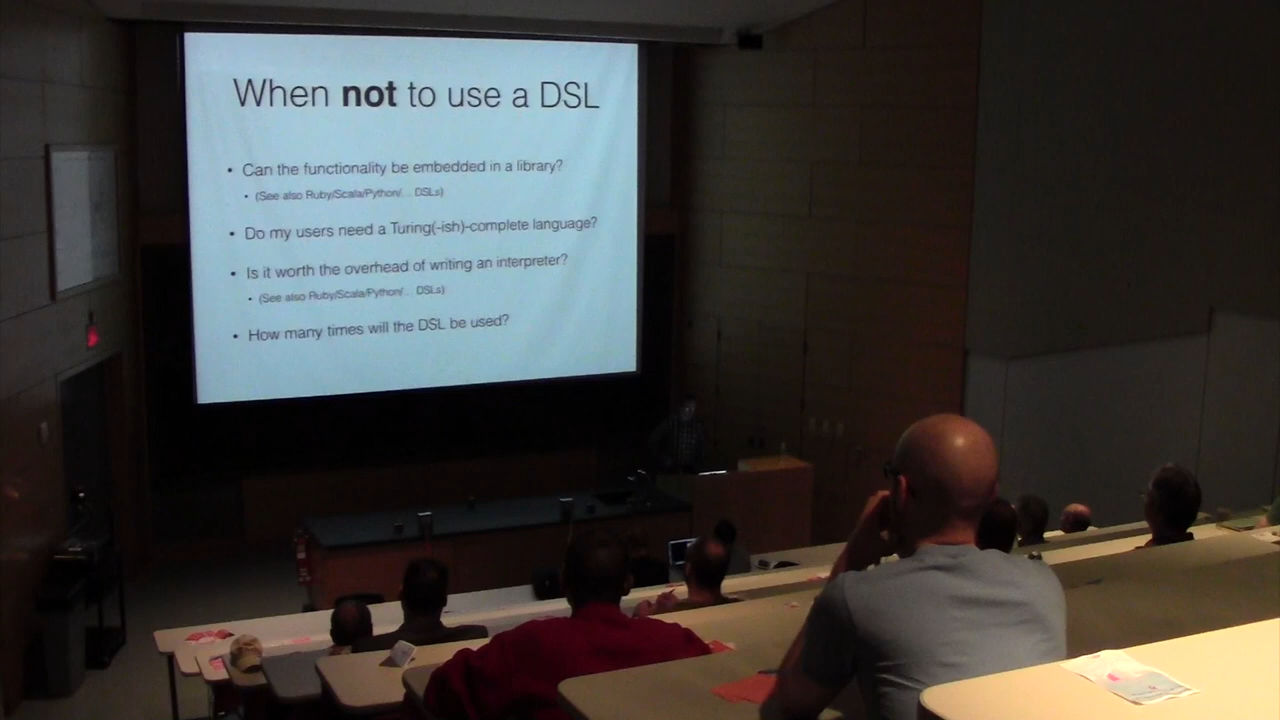 When not to use a DSL
• Can the functionality be embedded in a library?
• (See also Ruby/Scala/Python/... DSLs)
• Do my users need a Turing(-ish)-complete language?
• Is it worth the overhead of writing an interpreter?
• (See also Ruby/Scala/Python/... DSLs)
• How many times will the DSL be used?